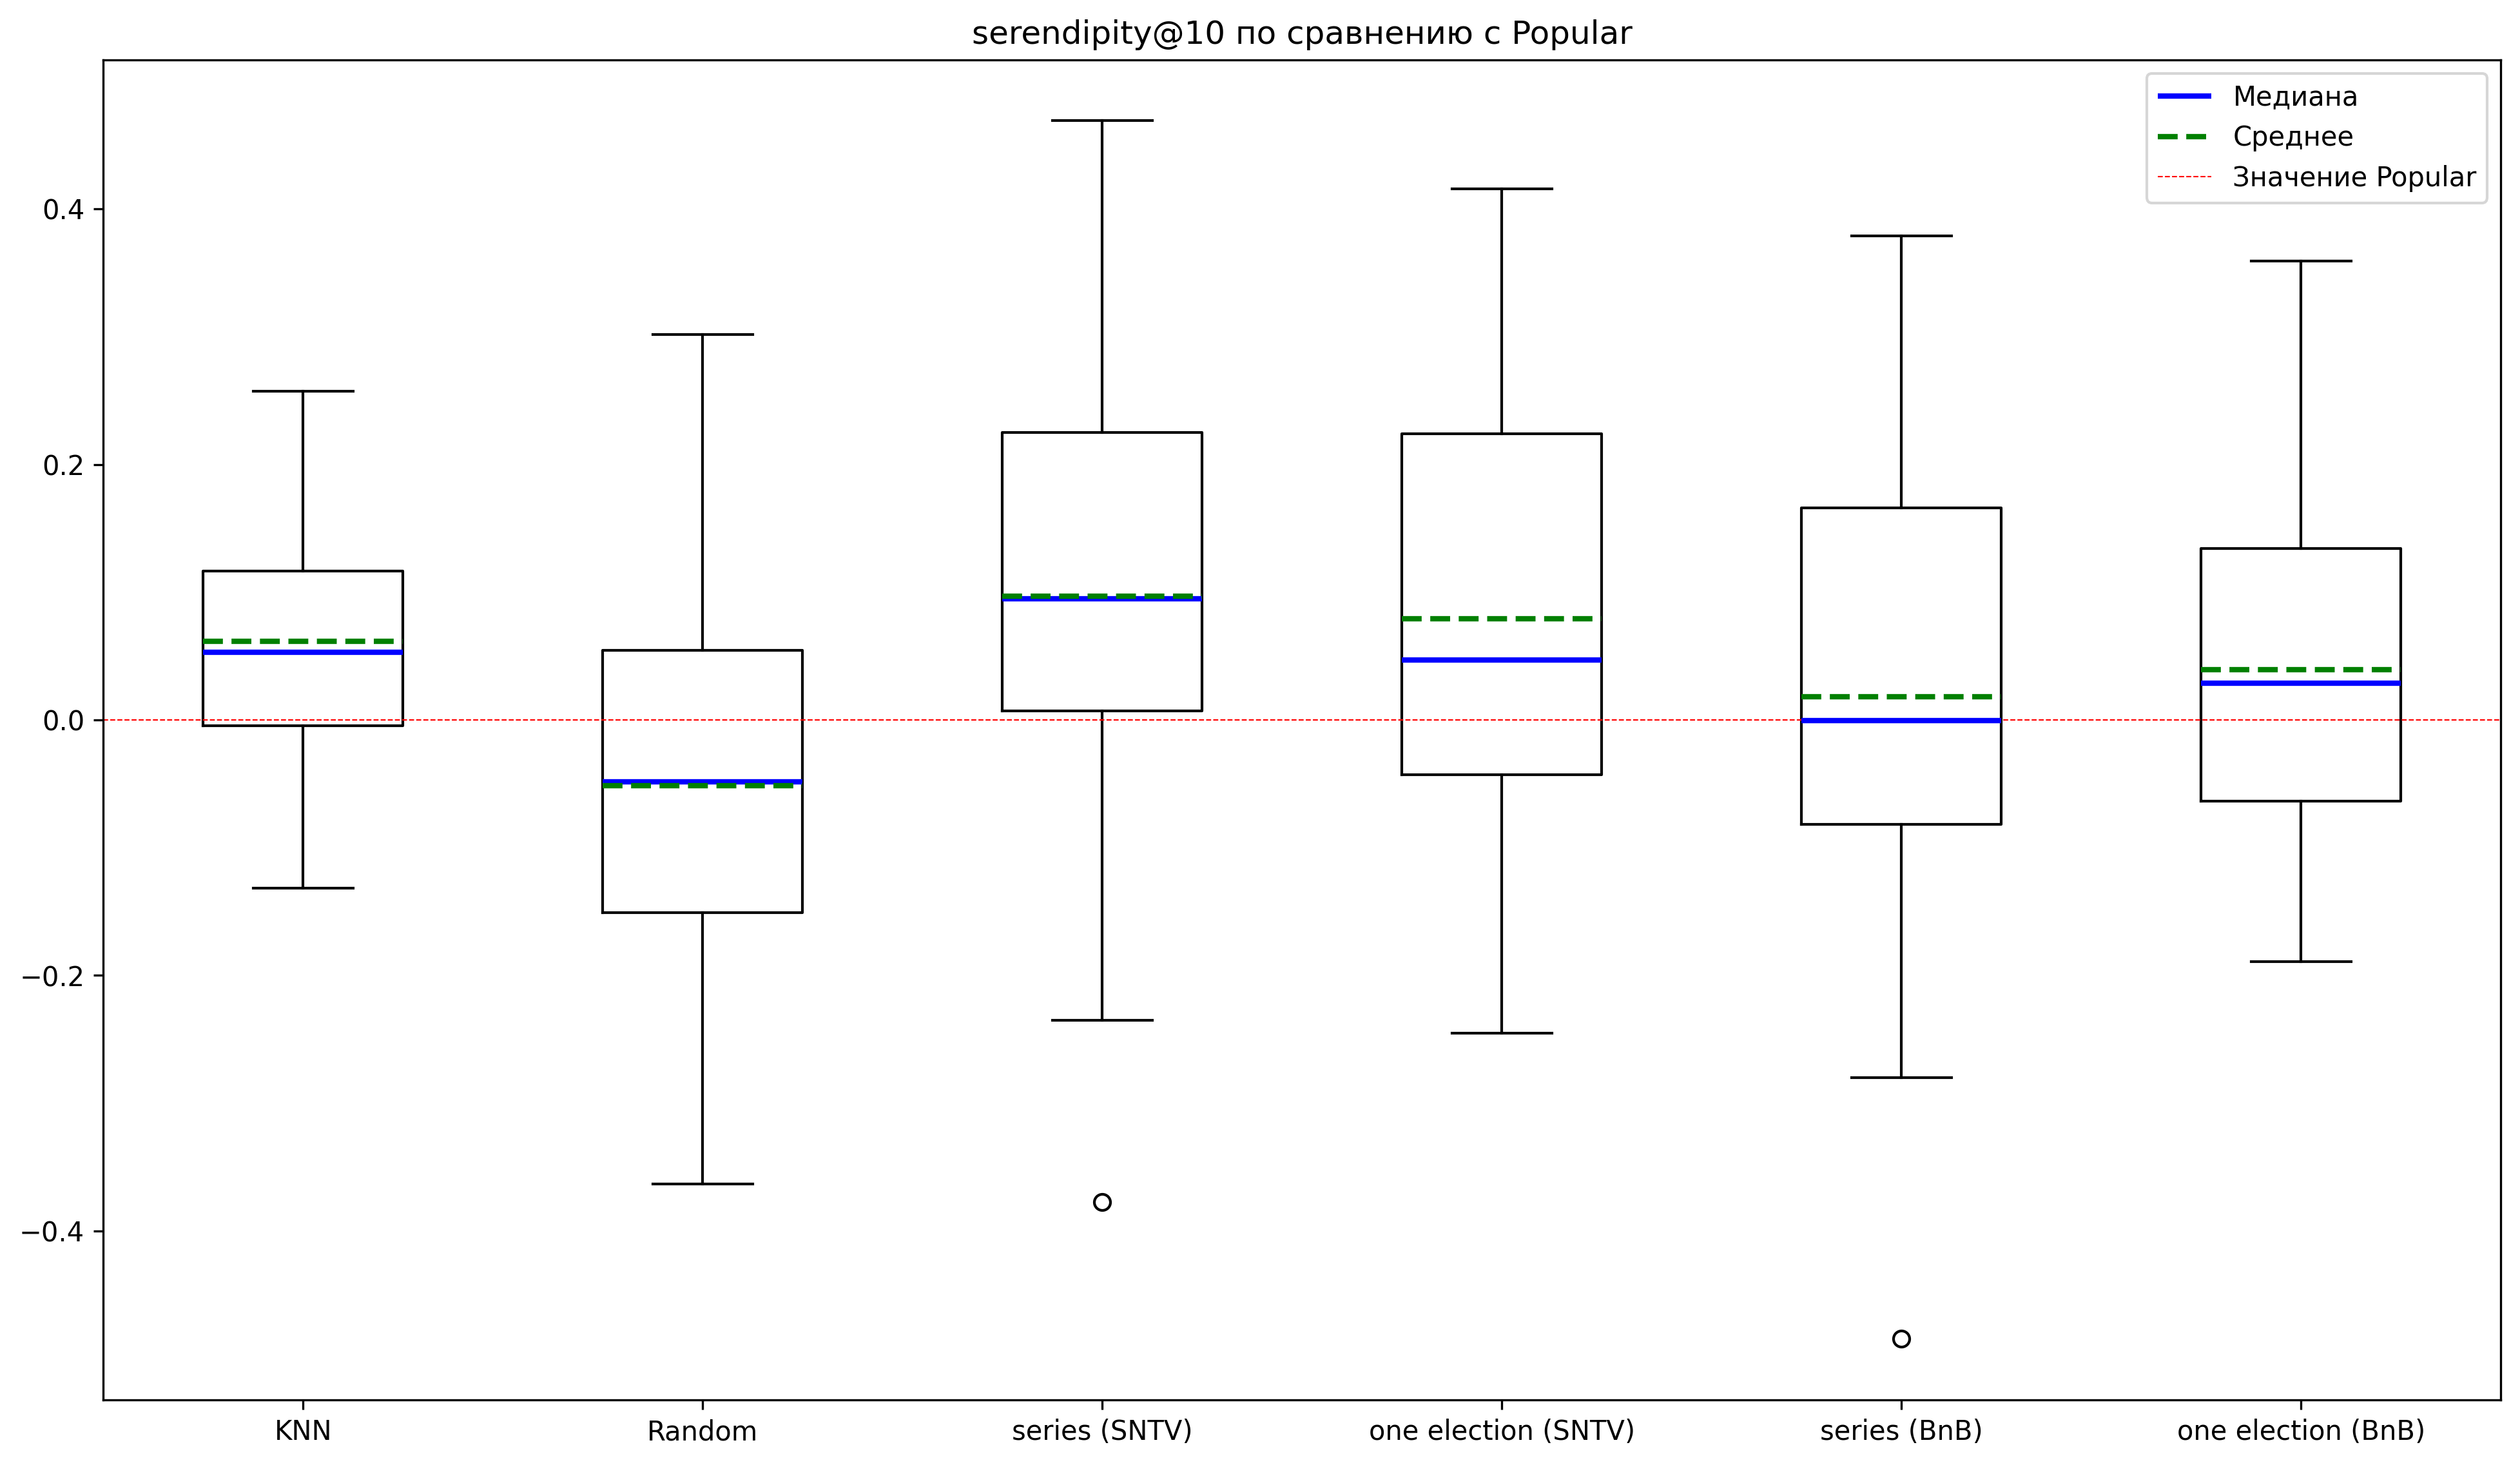 serendipity@10 по сравнению с Popular
Медиана
Среднее
Значение Popular
0.4
0.2
0.0
−0.2
−0.4
KNN
Random
series (SNTV)
one election (SNTV)
series (BnB)
one election (BnB)